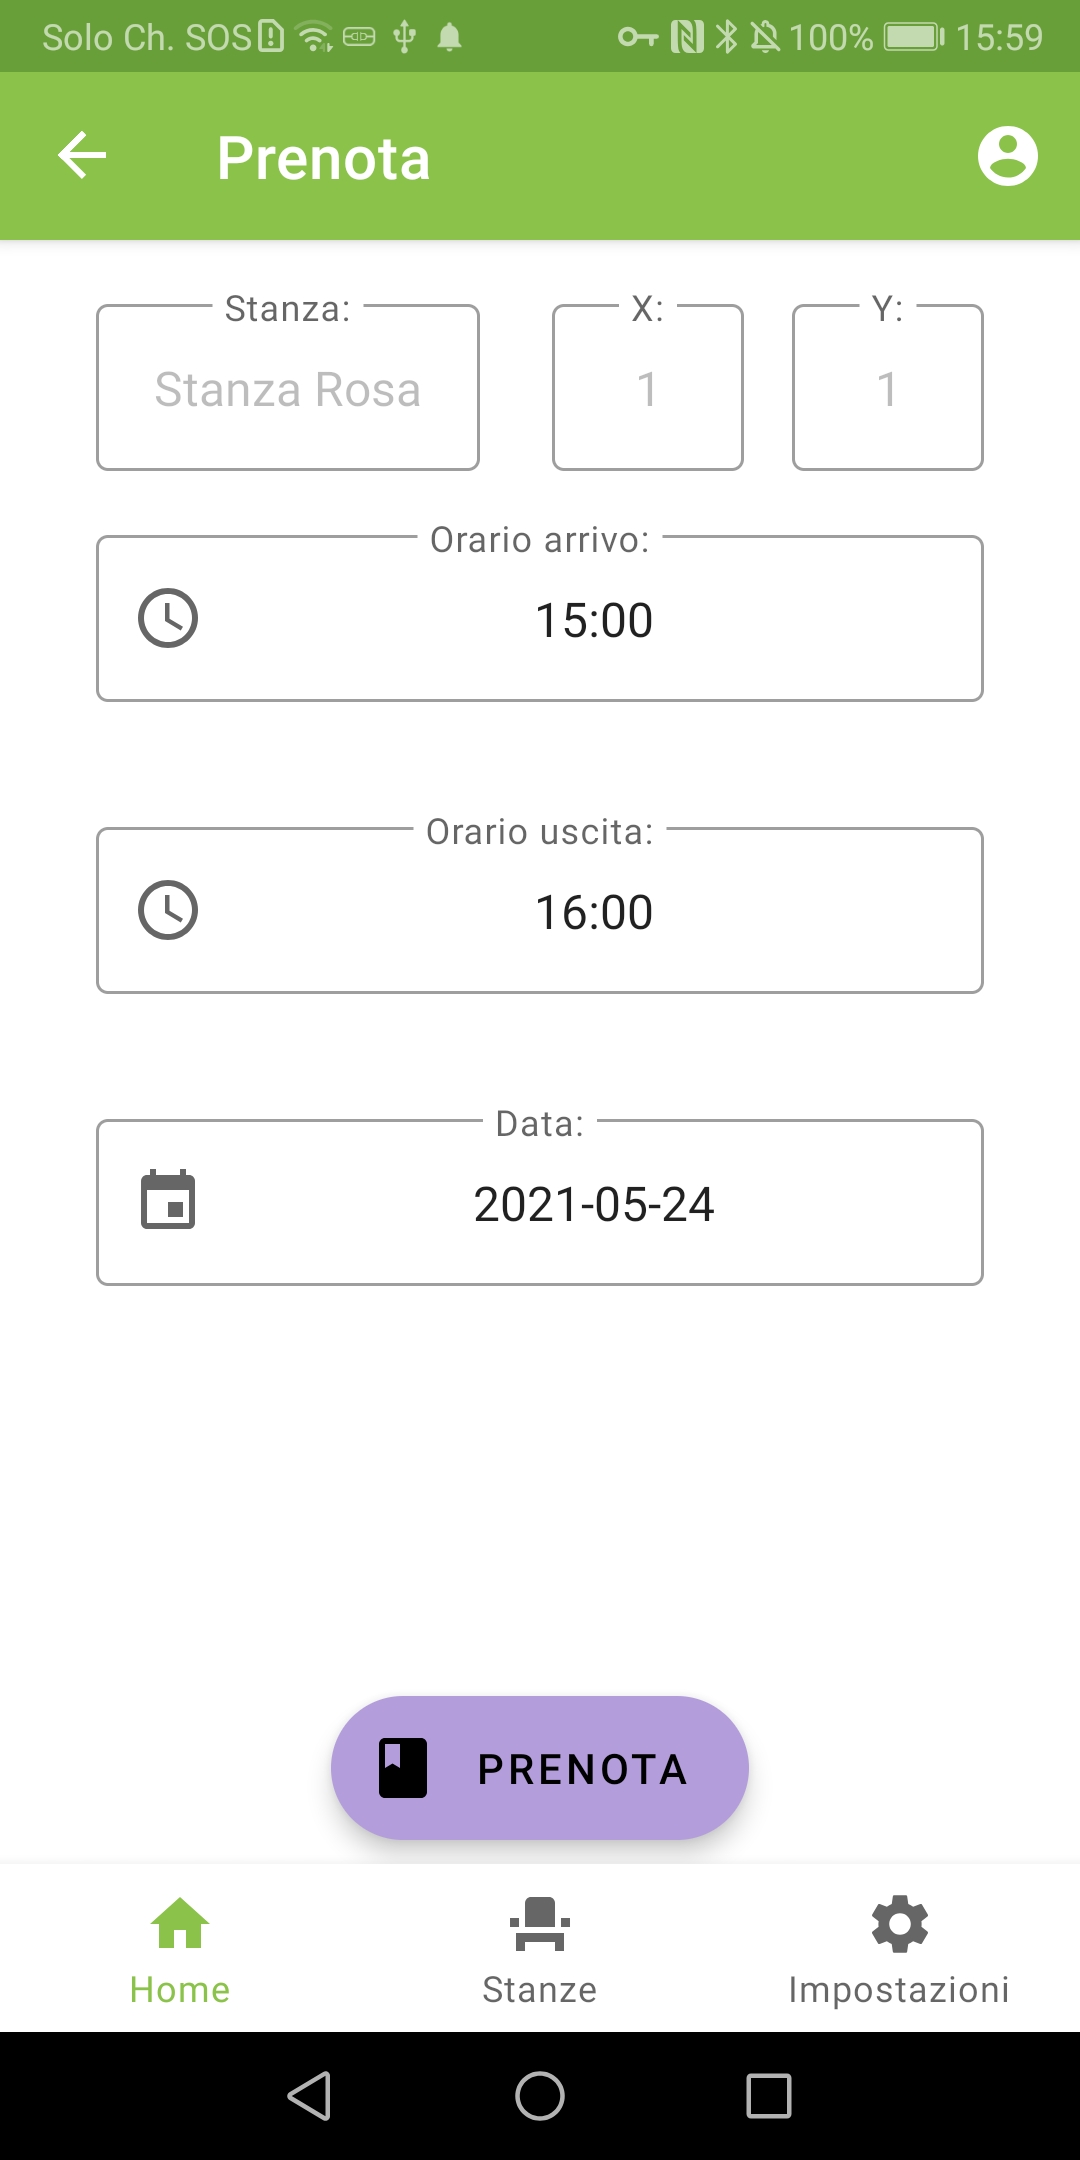 Solo Ch. SOS 100% 15:59
Prenota
Stanza: X: Y:
Stanza Rosa 1 1
Orario arrivo:
15:00
Orario uscita:
16:00
Data:
2021-05-24
PRENOTA
Home Stanze Impostazioni